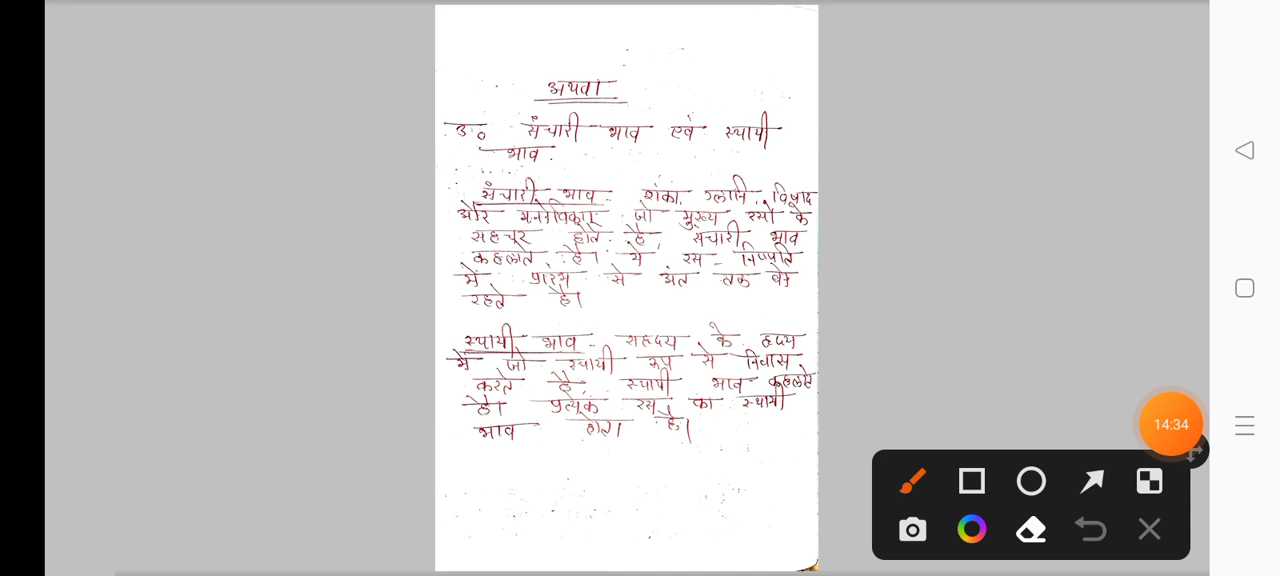 अथवा
उ० संचारी भाव एवं स्थायी
भाव.
संचारी भाव - शंका, ग्लानि, विषाद
और मनोविकार जो मुख्य रसों के
सहचर होते है, संचारी भाव
कहलाते है। ये रस - निष्पति
में प्रारंभ से अंत तक बने
रहते है।
स्थायी भाव - सहृदय के हृदय
में जो स्थायी रूप से निवास
करते है, स्थायी भाव कहलाते
है। प्रत्येक रस का स्थायी
भाव होता है।
14:34